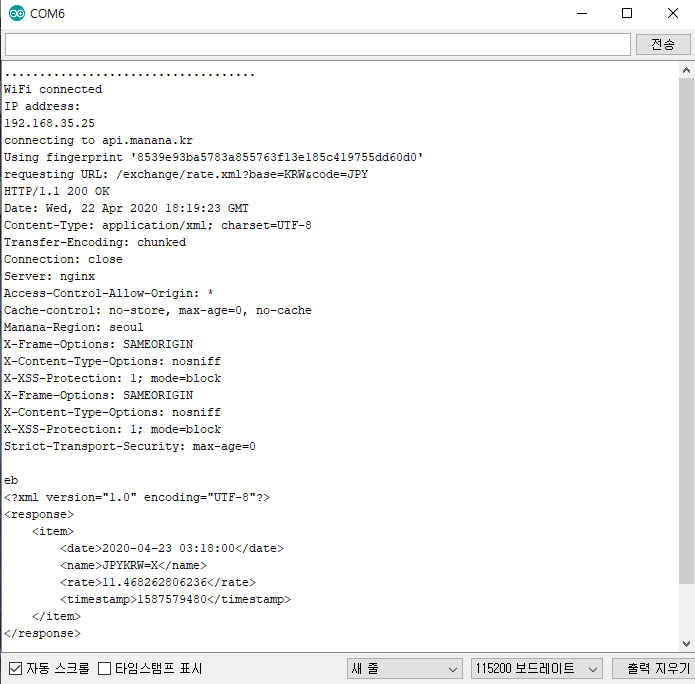 COM6
전송
....................................
WiFi connected
IP address:
192.168.35.25
connecting to api.manana.kr
Using fingerprint '8539e93ba5783a855763f13e185c419755dd60d0'
requesting URL: /exchange/rate.xml?base=KRW&code=JPY
HTTP/1.1 200 OK
Date: Wed, 22 Apr 2020 18:19:23 GMT
Content-Type: application/xml; charset=UTF-8
Transfer-Encoding: chunked
Connection: close
Server: nginx
Access-Control-Allow-Origin: *
Cache-control: no-store, max-age=0, no-cache
Manana-Region: seoul
X-Frame-Options: SAMEORIGIN
X-Content-Type-Options: nosniff
X-XSS-Protection: 1; mode=block
X-Frame-Options: SAMEORIGIN
X-Content-Type-Options: nosniff
X-XSS-Protection: 1; mode=block
Strict-Transport-Security: max-age=0
eb
<?xml version="1.0" encoding="UTF-8"?>
<response>
    <item>
        <date>2020-04-23 03:18:00</date>
        <name>JPYKRW=X</name>
        <rate>11.468262806236</rate>
        <timestamp>1587579480</timestamp>
    </item>
</response>
자동 스크롤 타임스탬프 표시 새 줄 115200 보드레이트 출력 지우기